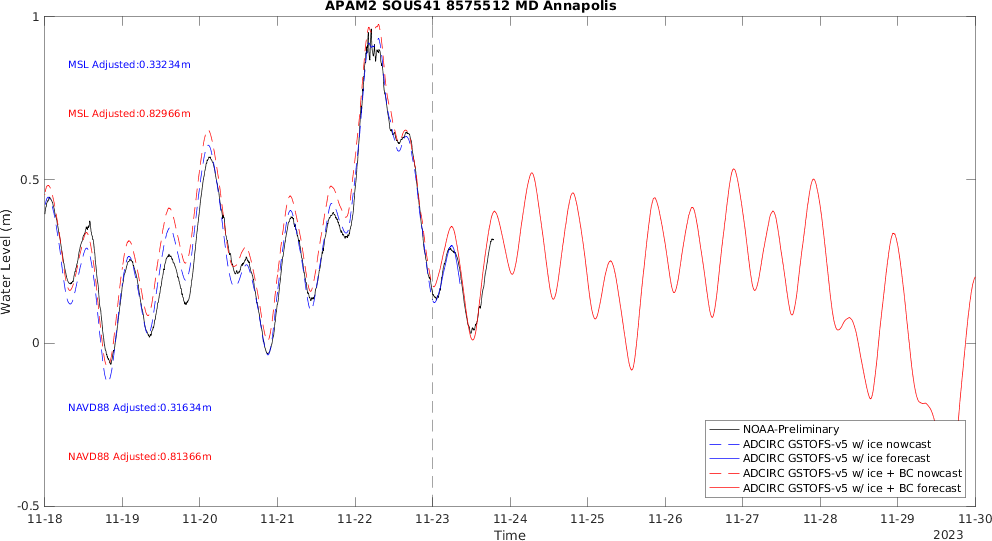 APAM2 SOUS41 8575512 MD Annapolis
1
0.5
0
-0.5
Water Level (m)
MSL Adjusted:0.33234m
MSL Adjusted:0.82966m
NAVD88 Adjusted:0.31634m
NAVD88 Adjusted:0.81366m
NOAA-Preliminary
ADCIRC GSTOFS-v5 w/ ice nowcast
ADCIRC GSTOFS-v5 w/ ice forecast
ADCIRC GSTOFS-v5 w/ ice + BC nowcast
ADCIRC GSTOFS-v5 w/ ice + BC forecast
11-18 11-19 11-20 11-21 11-22 11-23 11-24 11-25 11-26 11-27 11-28 11-29 11-30
Time
2023